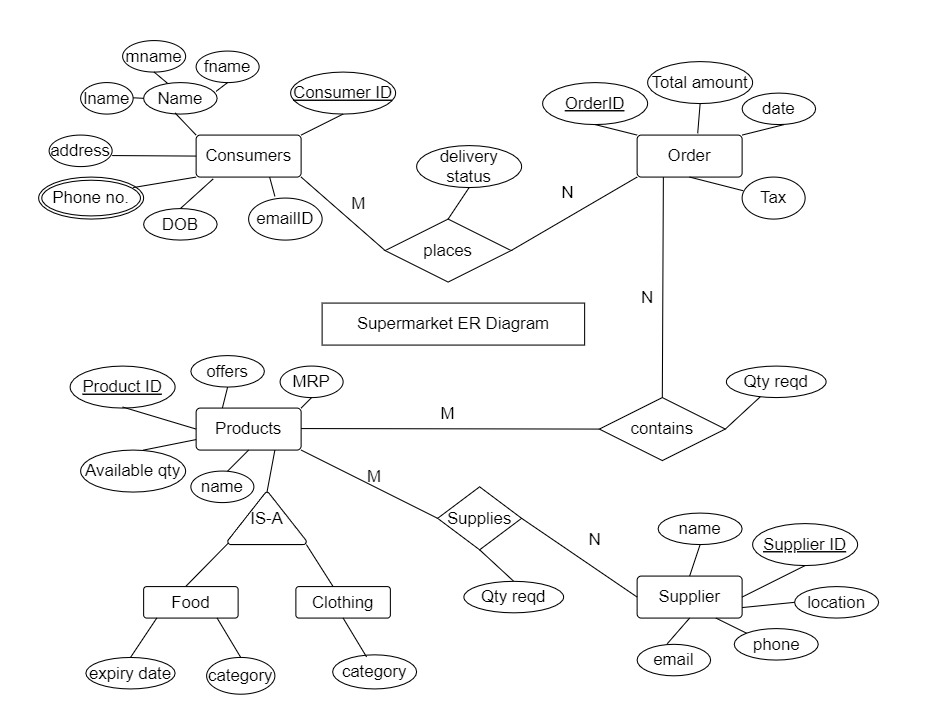 mname
fname
lname
Name
Consumer ID
address
Consumers
Phone no.
DOB
emailID
M
delivery
status
places
N
OrderID
Total amount
date
Order
Tax
N
Supermarket ER Diagram
Product ID
offers
MRP
Products
M
contains
Qty reqd
Available qty
name
M
IS-A
Supplies
N
Qty reqd
name
Supplier ID
Supplier
location
phone
email
Food
Clothing
expiry date
category
category